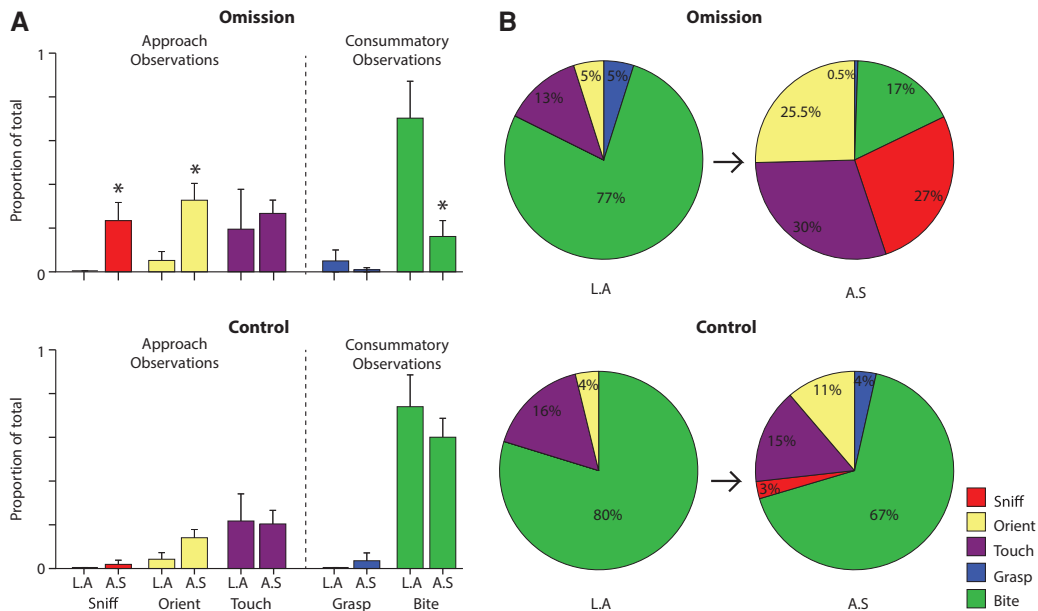 A
Omission
Approach
Observations
Consummatory
Observations
1
Proportion of total
0
*
*
*
Control
Approach
Observations
Consummatory
Observations
1
Proportion of total
0
L.A A.S L.A A.S L.A A.S L.A A.S L.A A.S
Sniff Orient Touch Grasp Bite
B
Omission
5% 5%
13%
77%
L.A
0.5%
17%
25.5%
27%
30%
A.S
Control
4%
16%
80%
L.A
4%
11%
15%
3%
67%
A.S
Sniff
Orient
Touch
Grasp
Bite